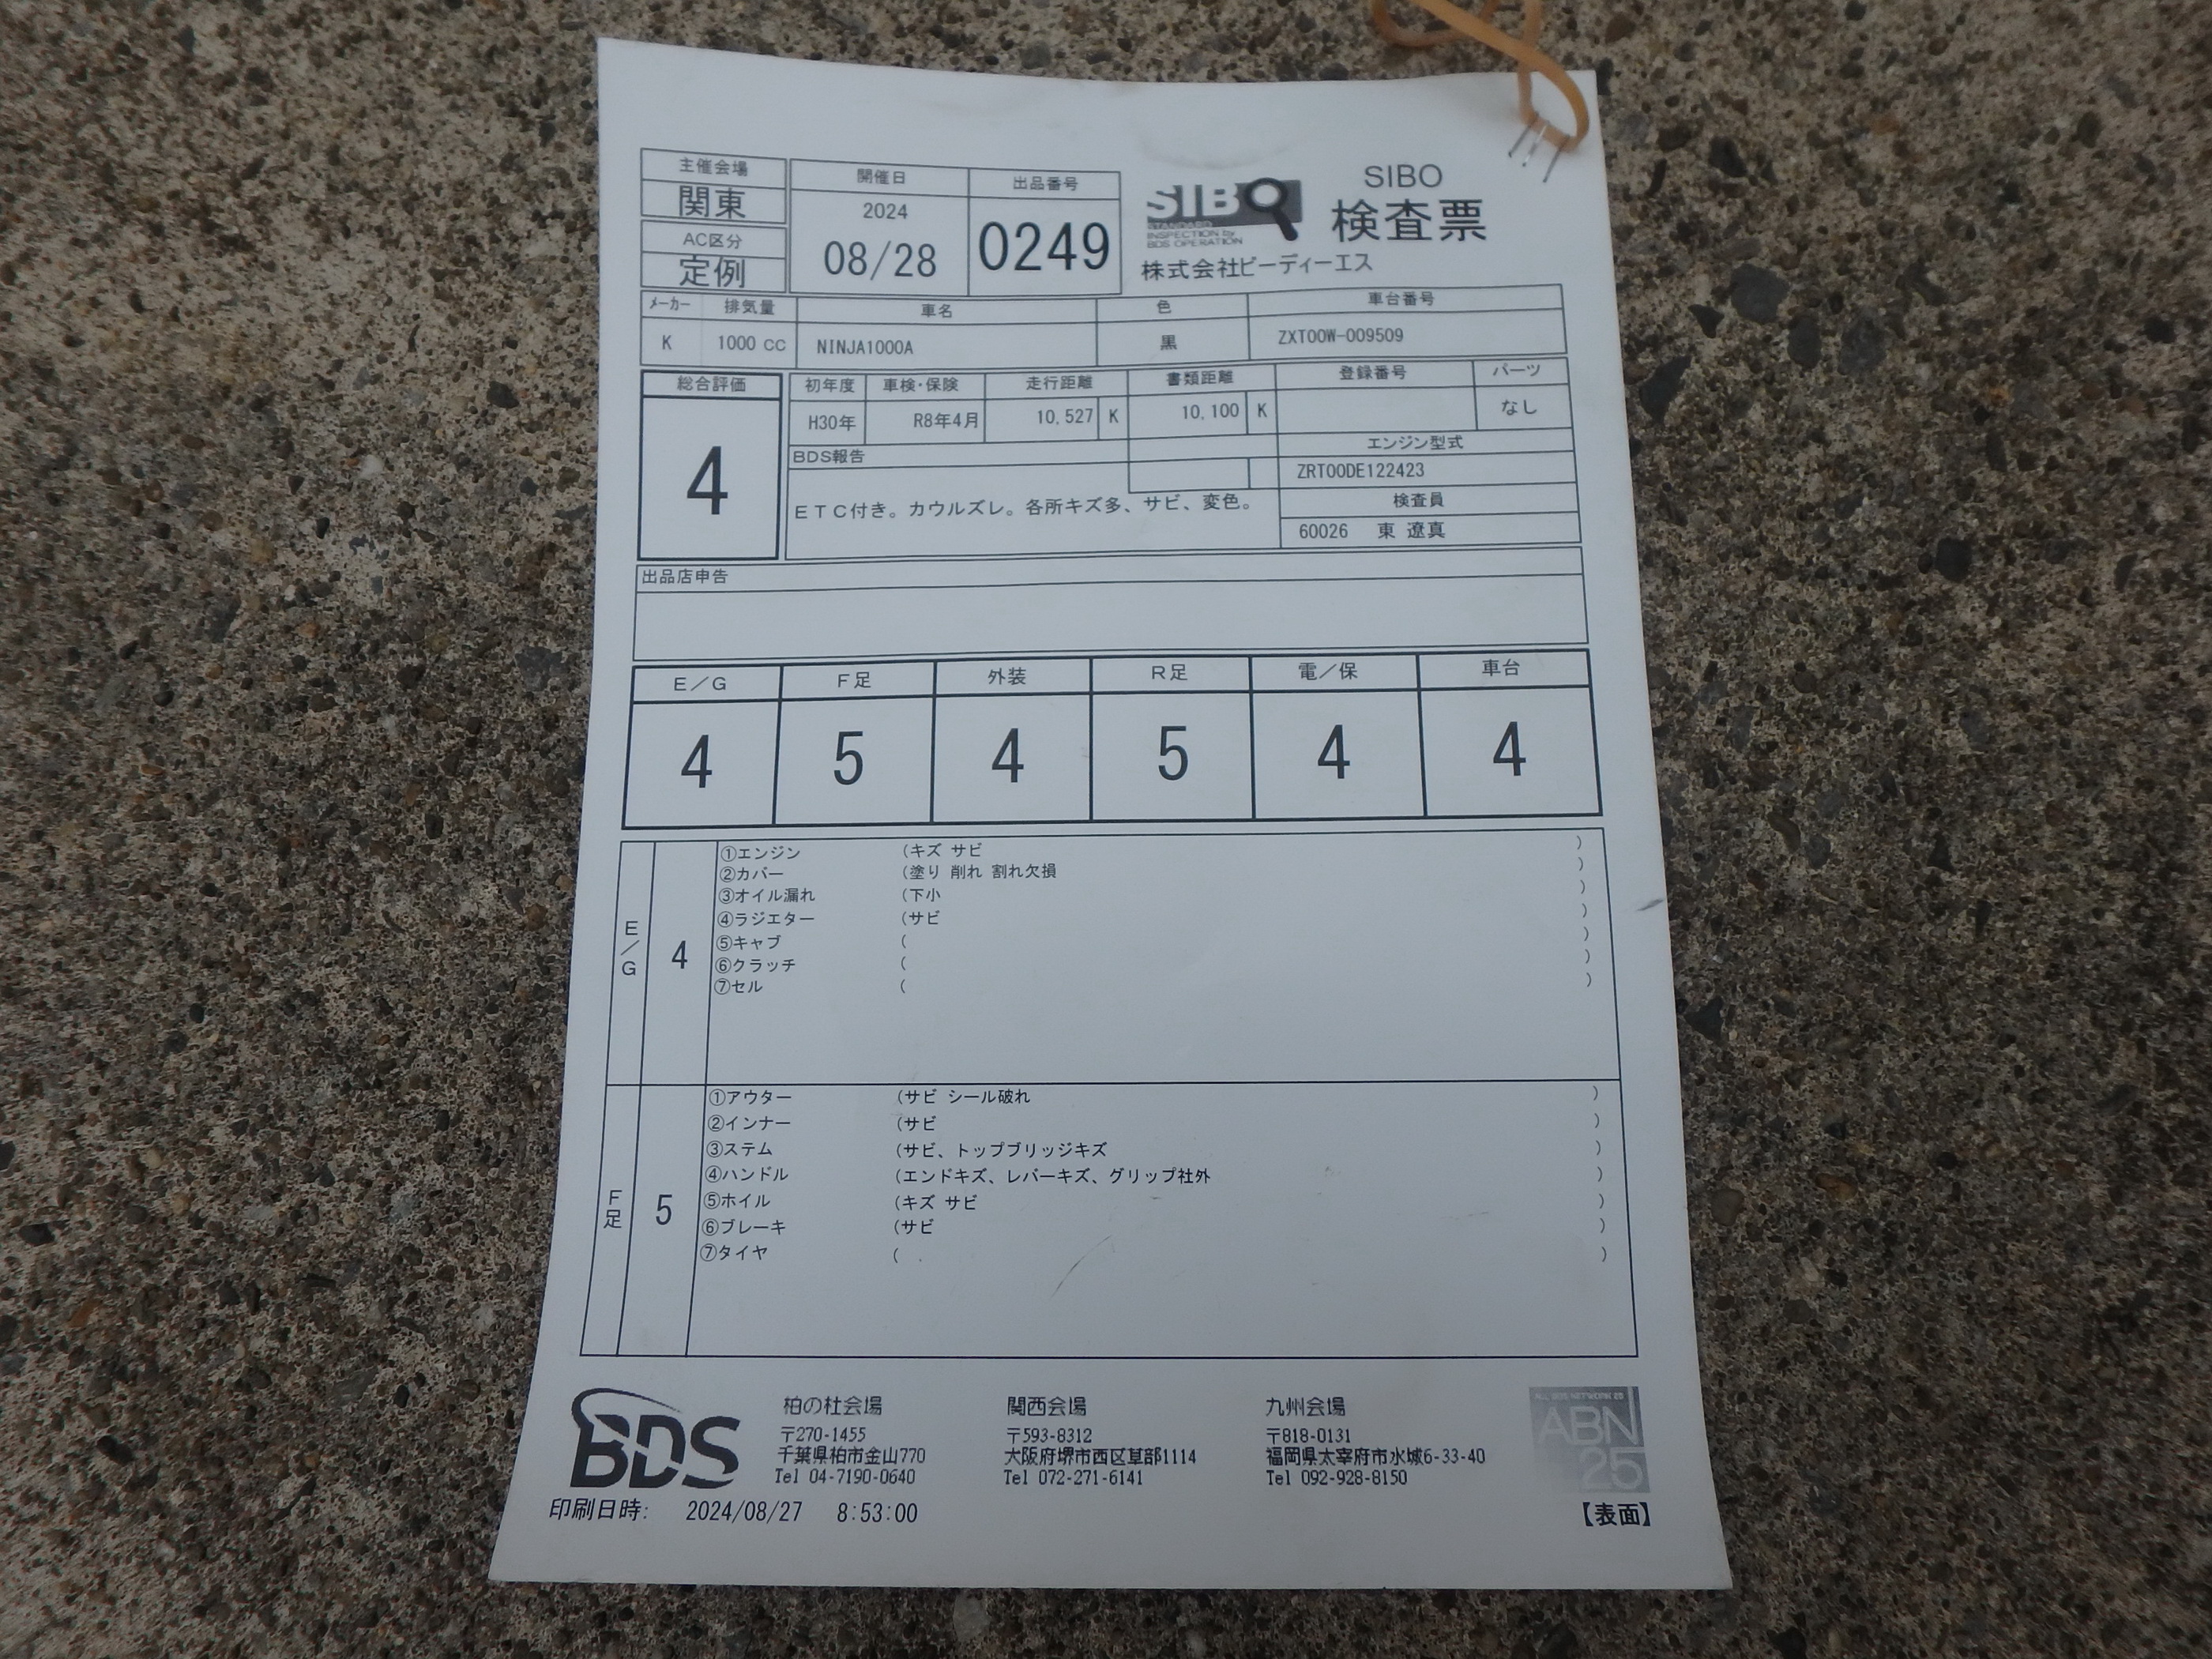 主催会場
関東
AC区分
定例
開催日
2024
08/28
出品番号
0249
SIBO
STANDARD
INSPECTION by
BDS OPERATION
SIBO
検査票
株式会社ビーディーエス
メーカー 排気量 車名 色 車台番号
K 1000 CC NINJA1000A 黒 ZXT00W-009509
総合評価
4
初年度 車検・保険 走行距離 書類距離 登録番号 パーツ
H30年 R8年4月 10,527 K 10,100 K なし
BDS報告
ETC付き。カウルズレ。各所キズ多、サビ、変色。
エンジン型式
ZRT00DE122423
検査員
60026 東 遼真
出品店申告
E/G F足 外装 R足 電/保 車台
4 5 4 5 4 4
E/G
4
①エンジン (キズ サビ )
②カバー (塗り 削れ 割れ欠損 )
③オイル漏れ (下小 )
④ラジエター (サビ )
⑤キャブ ( )
⑥クラッチ ( )
⑦セル ( )
F足
5
①アウター (サビ シール破れ )
②インナー (サビ )
③ステム (サビ、トップブリッジキズ )
④ハンドル (エンドキズ、レバーキズ、グリップ社外 )
⑤ホイル (キズ サビ )
⑥ブレーキ (サビ )
⑦タイヤ ( )
BDS
柏の杜会場
〒270-1455
千葉県柏市金山770
Tel 04-7190-0640
関西会場
〒593-8312
大阪府堺市西区草部1114
Tel 072-271-6141
九州会場
〒818-0131
福岡県太宰府市水城6-33-40
Tel 092-928-8150
ALL BDS NETWORK 25
ABN
25
印刷日時: 2024/08/27 8:53:00
【表面】